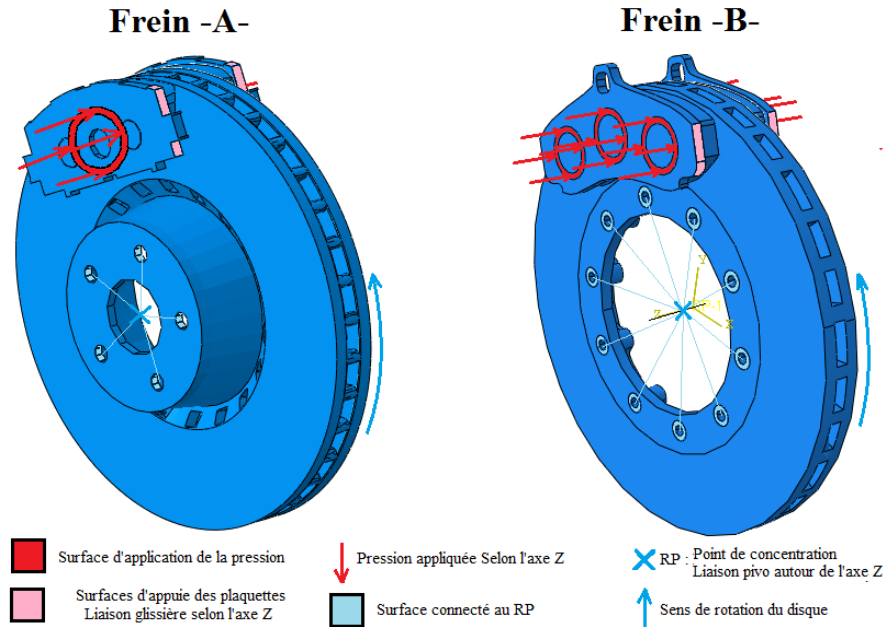 Frein -A-
Frein -B-
Y
Z
X
Surface d'application de la pression
Pression appliquée Selon l'axe Z
RP : Point de concentration
Liaison pivo autour de l'axe Z
Surfaces d'appuie des plaquettes
Liaison glissière selon l'axe Z
Surface connecté au RP
Sens de rotation du disque